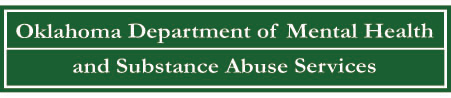 Oklahoma Department of Mental Health
and Substance Abuse Services